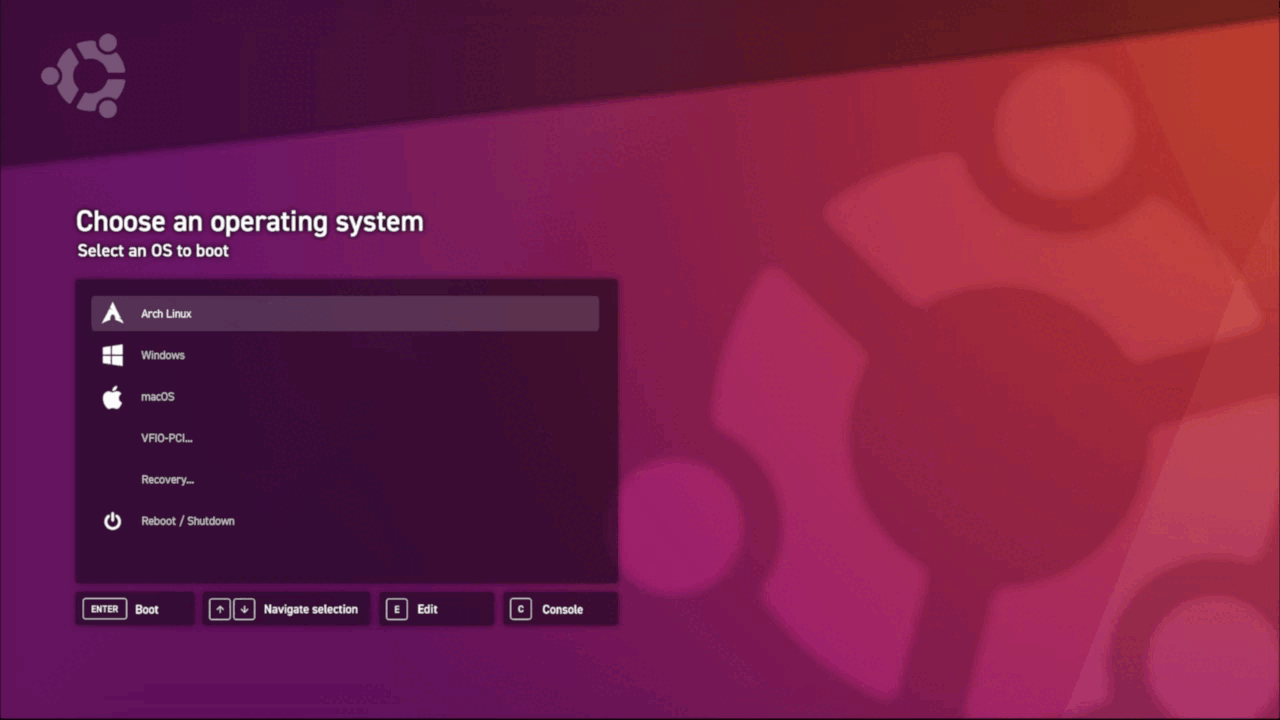 Choose an operating system
Select an OS to boot
Arch Linux
Windows
macOS
VFIO-PCI...
Recovery...
Reboot / Shutdown
ENTER Boot ↑ ↓ Navigate selection E Edit C Console